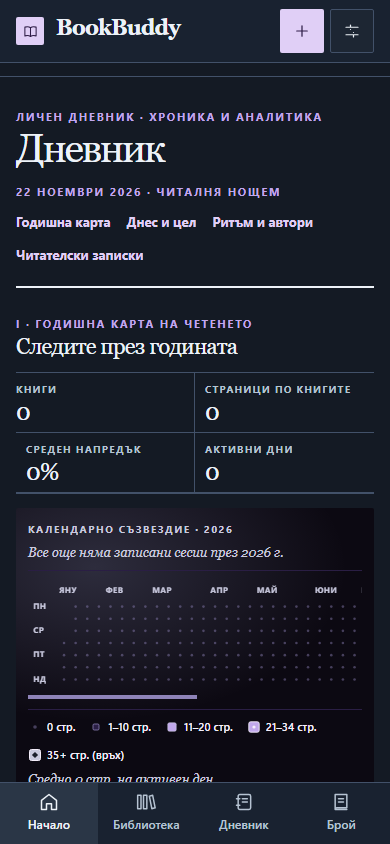 BookBuddy
ЛИЧЕН ДНЕВНИК · ХРОНИКА И АНАЛИТИКА
Дневник
22 НОЕМВРИ 2026 · ЧИТАЛНЯ НОЩЕМ
Годишна карта Днес и цел Ритъм и автори
Читателски записки
I · ГОДИШНА КАРТА НА ЧЕТЕНЕТО
Следите през годината
КНИГИ СТРАНИЦИ ПО КНИГИТЕ
0 0
СРЕДЕН НАПРЕДЪК АКТИВНИ ДНИ
0% 0
КАЛЕНДАРНО СЪЗВЕЗДИЕ · 2026
Все още няма записани сесии през 2026 г.
ЯНУ ФЕВ МАР АПР МАЙ ЮНИ
ПН
СР
ПТ
НД
0 стр. 1–10 стр. 11–20 стр. 21–34 стр.
35+ стр. (връх)
Средно 0 стр. на активен ден
Начало Библиотека Дневник Брой